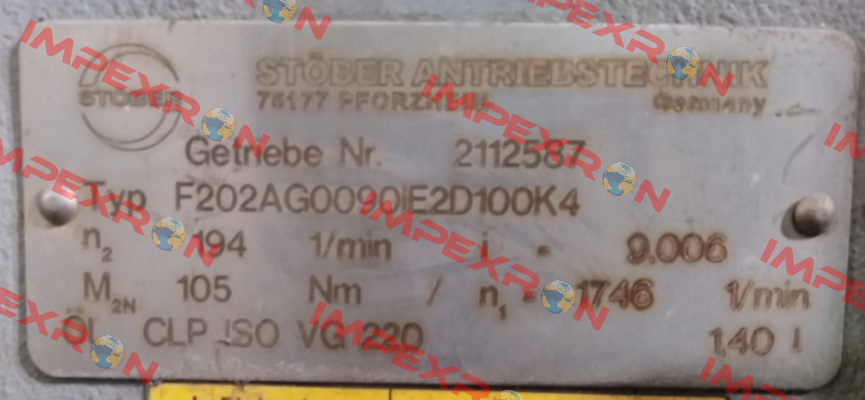 STÖBER ANTRIEBSTECHNIK
STÖBER
75177 PFORZHEIM Germany
Getriebe Nr. 2112587
Typ F202AG0090IE2D100K4
n2 194 1/min i = 9,006
M2N 105 Nm / n1 = 1746 1/min
ÖL CLP ISO VG 220 1,40 l
IMPEXRON